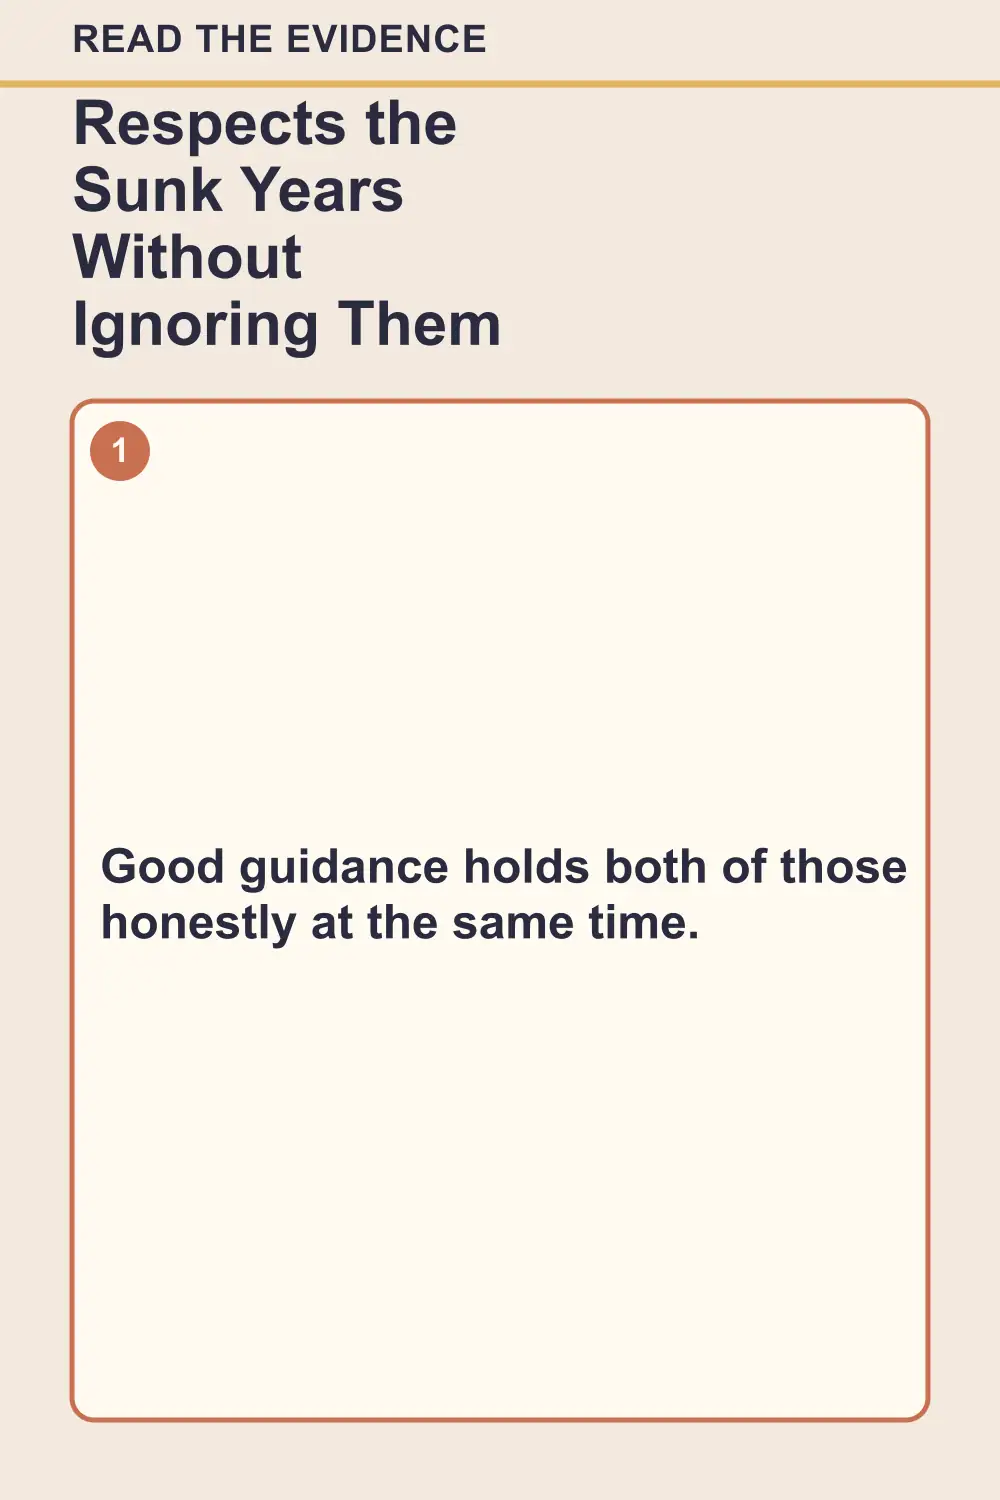 READ THE EVIDENCE
Respects the
Sunk Years
Without
Ignoring Them
1
Good guidance holds both of those
honestly at the same time.